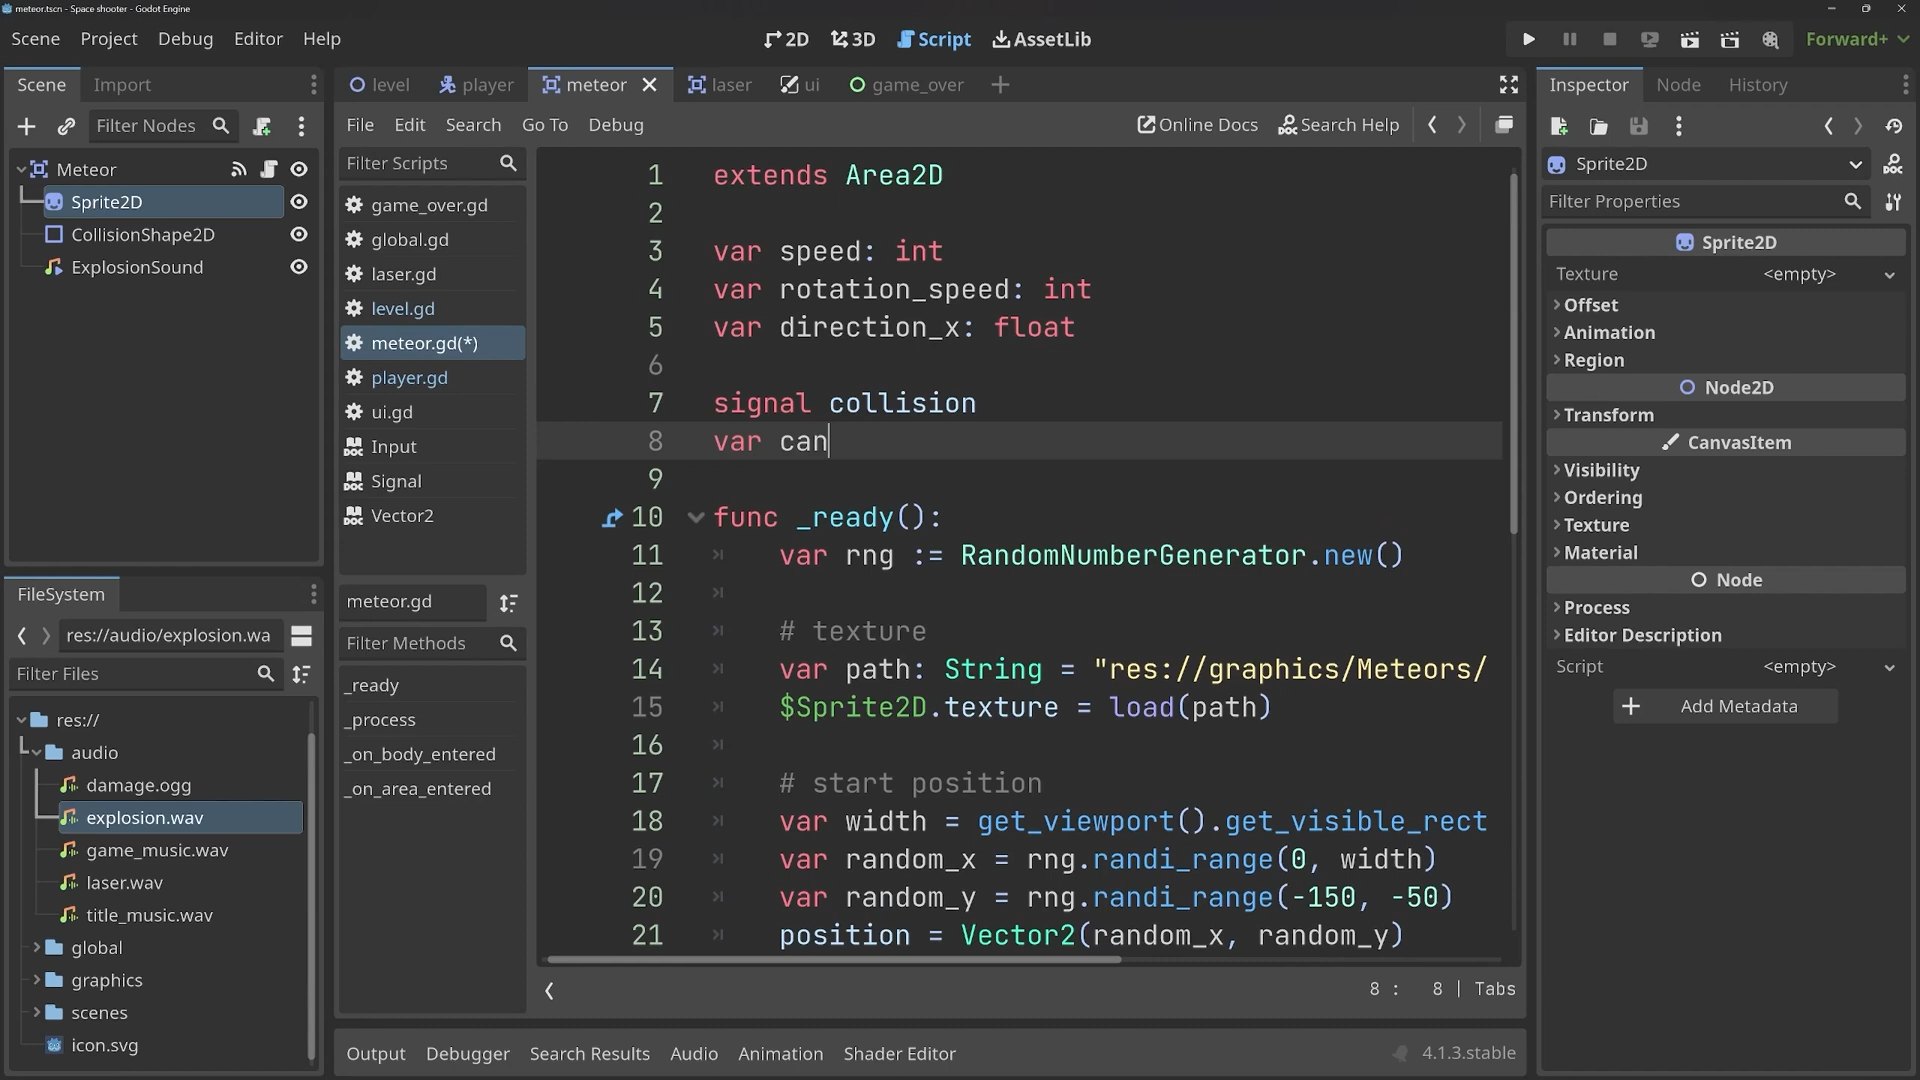 meteor.tscn - Space shooter - Godot Engine
Scene Project Debug Editor Help
2D 3D Script AssetLib
Forward+
Scene Import
level player meteor laser ui game_over
Inspector Node History
Filter Nodes
File Edit Search Go To Debug
Online Docs Search Help
Meteor
Sprite2D
CollisionShape2D
ExplosionSound
FileSystem
res://audio/explosion.wa
Filter Files
res://
audio
damage.ogg
explosion.wav
game_music.wav
laser.wav
title_music.wav
global
graphics
scenes
icon.svg
Filter Scripts
game_over.gd
global.gd
laser.gd
level.gd
meteor.gd(*)
player.gd
ui.gd
Input
Signal
Vector2
meteor.gd
Filter Methods
_ready
_process
_on_body_entered
_on_area_entered
1 extends Area2D
2
3 var speed: int
4 var rotation_speed: int
5 var direction_x: float
6
7 signal collision
8 var can
9
10 func _ready():
11 var rng := RandomNumberGenerator.new()
12
13 # texture
14 var path: String = "res://graphics/Meteors/
15 $Sprite2D.texture = load(path)
16
17 # start position
18 var width = get_viewport().get_visible_rect
19 var random_x = rng.randi_range(0, width)
20 var random_y = rng.randi_range(-150, -50)
21 position = Vector2(random_x, random_y)
8 : 8 | Tabs
Output Debugger Search Results Audio Animation Shader Editor
4.1.3.stable
Sprite2D
Filter Properties
Sprite2D
Texture <empty>
Offset
Animation
Region
Node2D
Transform
CanvasItem
Visibility
Ordering
Texture
Material
Node
Process
Editor Description
Script <empty>
Add Metadata